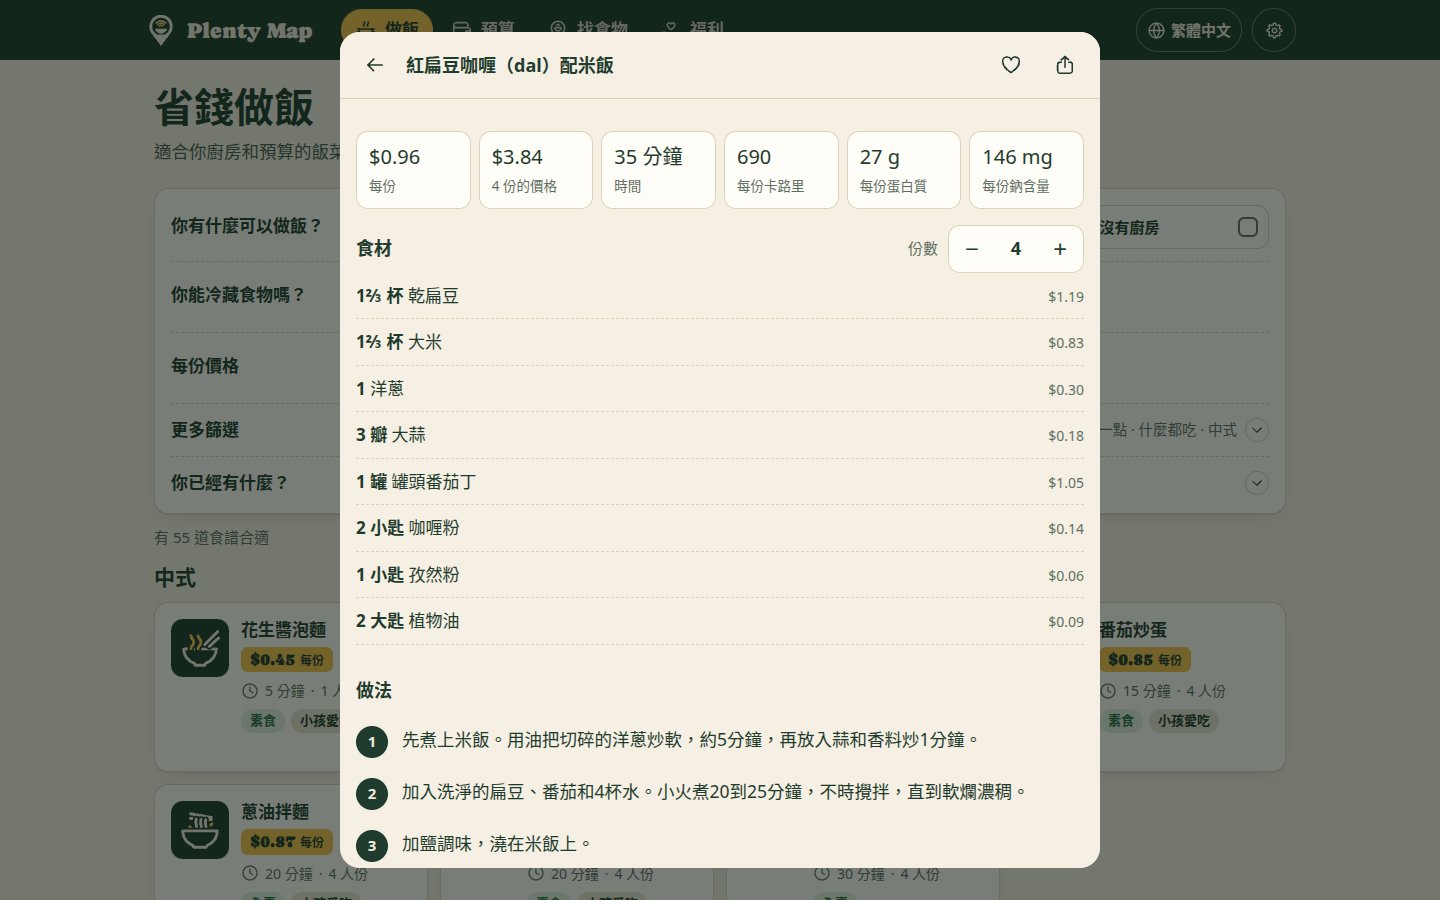 Plenty Map 做飯 預算 找食物 福利 繁體中文
紅扁豆咖喱（dal）配米飯
省錢做飯
適合你廚房和預算的飯菜
$0.96 $3.84 35 分鐘 690 27 g 146 mg
每份 4 份的價格 時間 每份卡路里 每份蛋白質 每份鈉含量
你有什麼可以做飯？ 沒有廚房
食材 份數 − 4 +
你能冷藏食物嗎？
1⅔ 杯 乾扁豆 $1.19
1⅔ 杯 大米 $0.83
每份價格
1 洋蔥 $0.30
更多篩選 一點 · 什麼都吃 · 中式
3 瓣 大蒜 $0.18
你已經有什麼？
1 罐 罐頭番茄丁 $1.05
2 小匙 咖喱粉 $0.14
有 55 道食譜合適
中式
1 小匙 孜然粉 $0.06
2 大匙 植物油 $0.09
花生醬泡麵 番茄炒蛋
$0.45 每份 $0.85 每份
5 分鐘 · 1 人 15 分鐘 · 4 人份
素食 小孩愛 素食 小孩愛吃
做法
1 先煮上米飯。用油把切碎的洋蔥炒軟，約5分鐘，再放入蒜和香料炒1分鐘。
2 加入洗淨的扁豆、番茄和4杯水。小火煮20到25分鐘，不時攪拌，直到軟爛濃稠。
3 加鹽調味，澆在米飯上。
蔥油拌麵
$0.87 每份
20 分鐘 · 4 人份 20 分鐘 · 4 人份 30 分鐘 · 4 人份